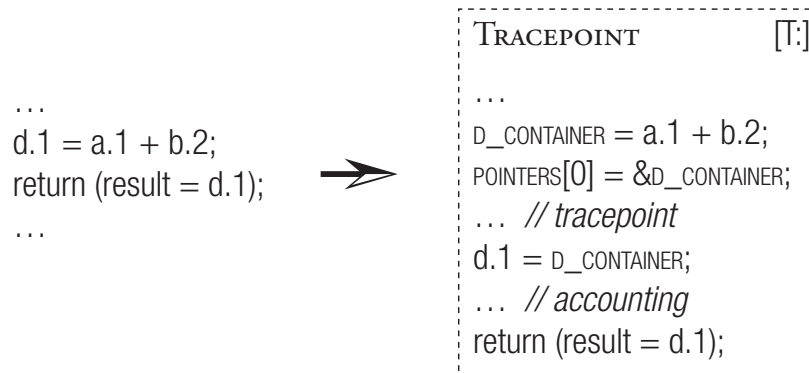 …
d.1 = a.1 + b.2;
return (result = d.1);
…
TRACEPOINT [T:]
…
D_CONTAINER = a.1 + b.2;
POINTERS[0] = &D_CONTAINER;
… // tracepoint
d.1 = D_CONTAINER;
… // accounting
return (result = d.1);